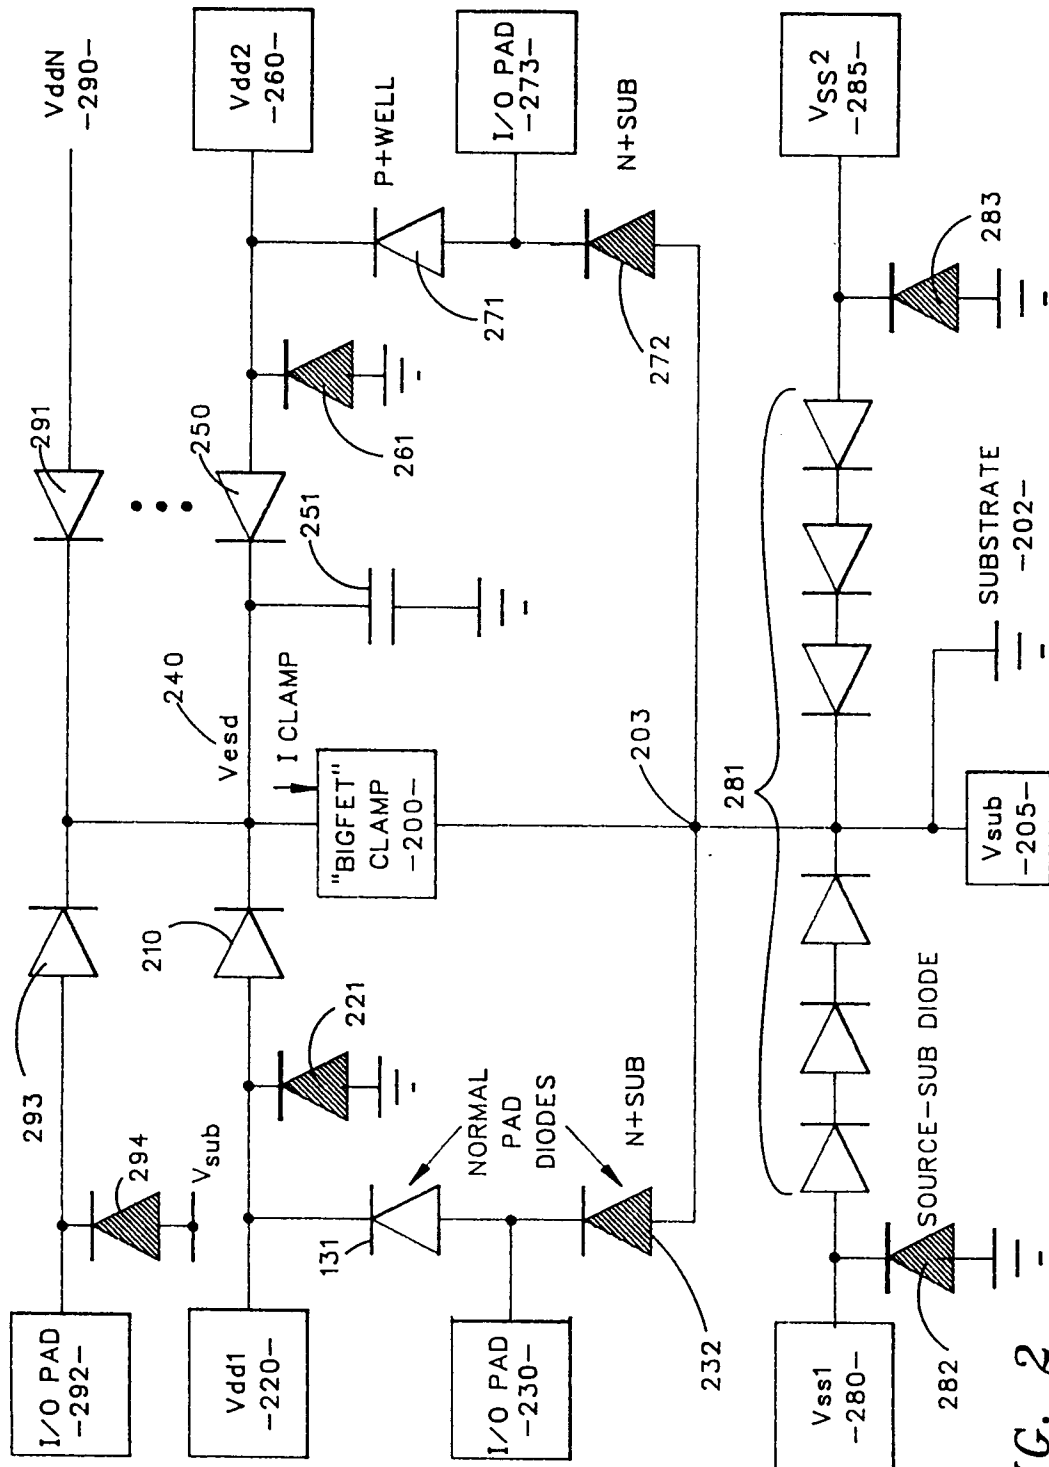 VddN
-290-
Vdd2
-260-
I/O PAD
-273-
VSS2
-285-
P+WELL
N+SUB
291
250
251
261
271
272
283
240
Vesd
I CLAMP
"BIGFET"
CLAMP
-200-
203
281
SUBSTRATE
-202-
Vsub
-205-
293
294
Vsub
210
221
131
NORMAL
PAD
DIODES
N+SUB
232
SOURCE-SUB DIODE
282
I/O PAD
-292-
Vdd1
-220-
I/O PAD
-230-
Vss1
-280-
IG. 2